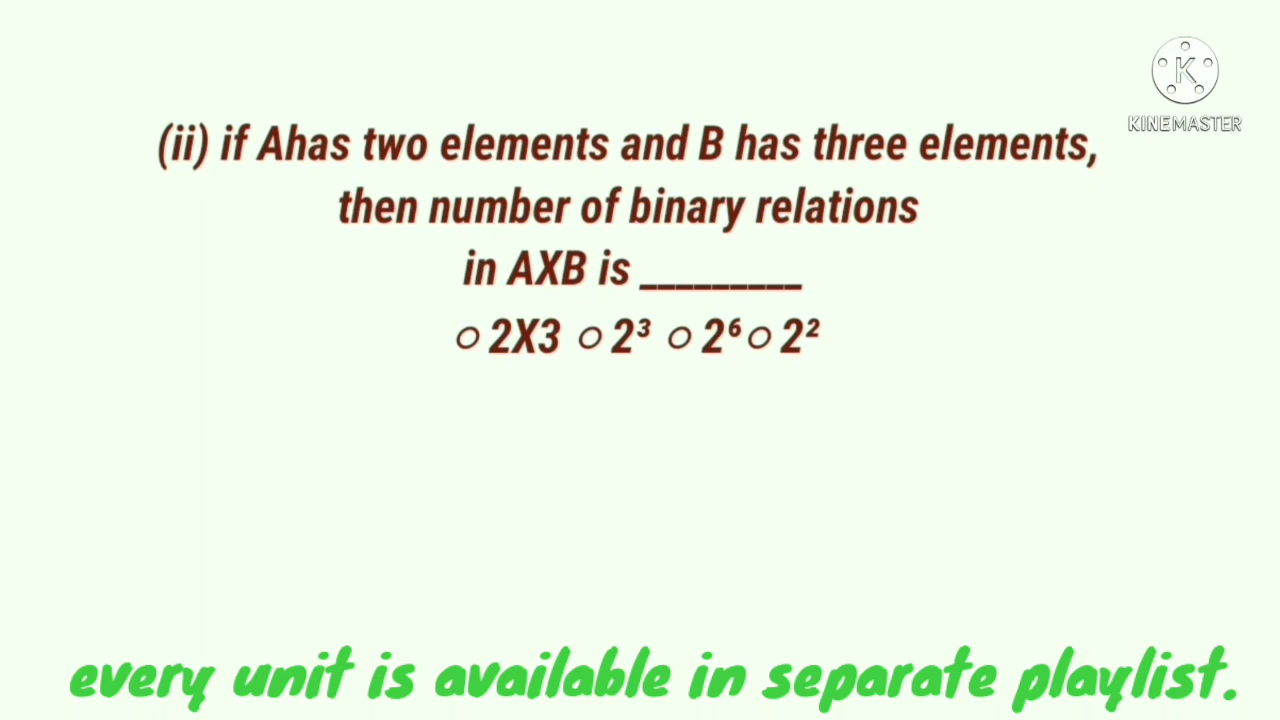 KINEMASTER
(ii) if Ahas two elements and B has three elements,
then number of binary relations
in AXB is _________
○ 2X3 ○ 2³ ○ 2⁶○ 2²
every unit is available in separate playlist.